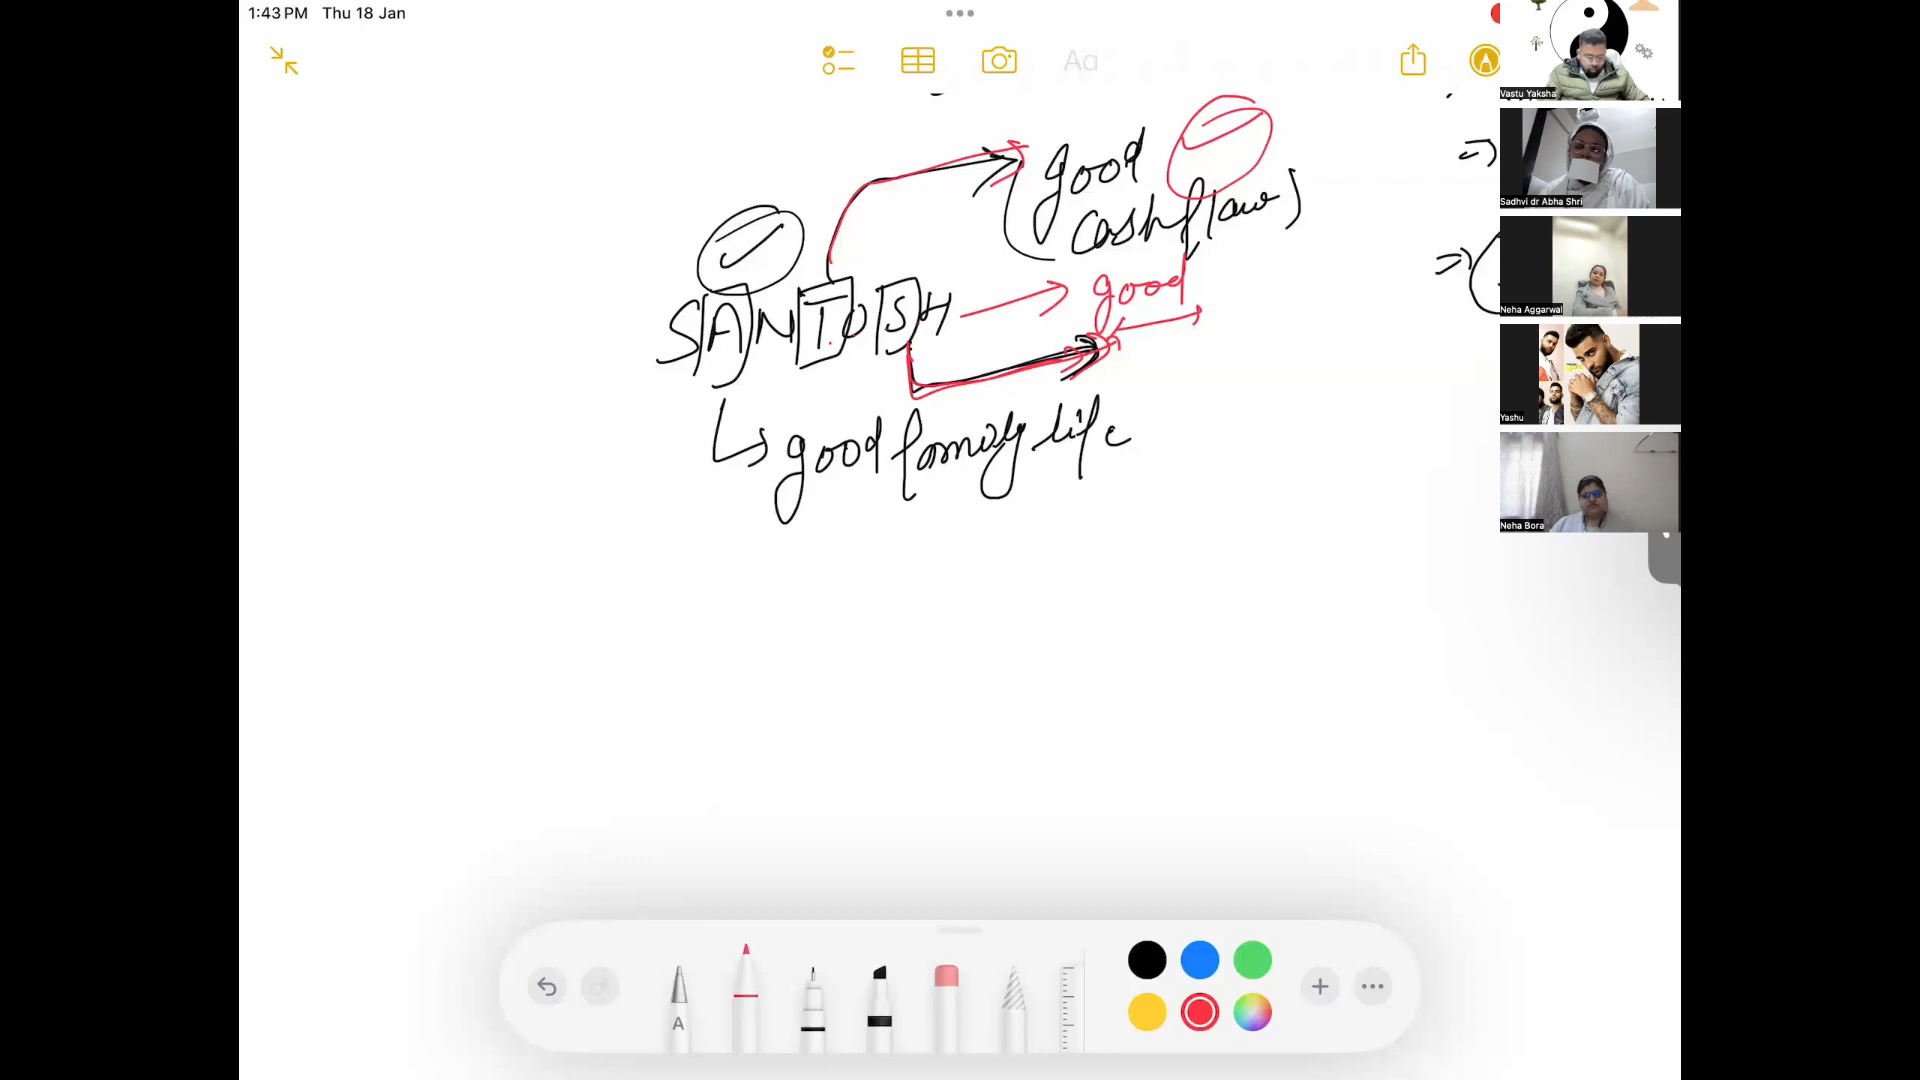 1:43 PM Thu 18 Jan
Aa
Vastu Yaksha
Sadhvi dr Abha Shri
Neha Aggarwal
Yashu
Neha Bora
(good
cashflow)
SANTOSH → good
↳ good family life
A